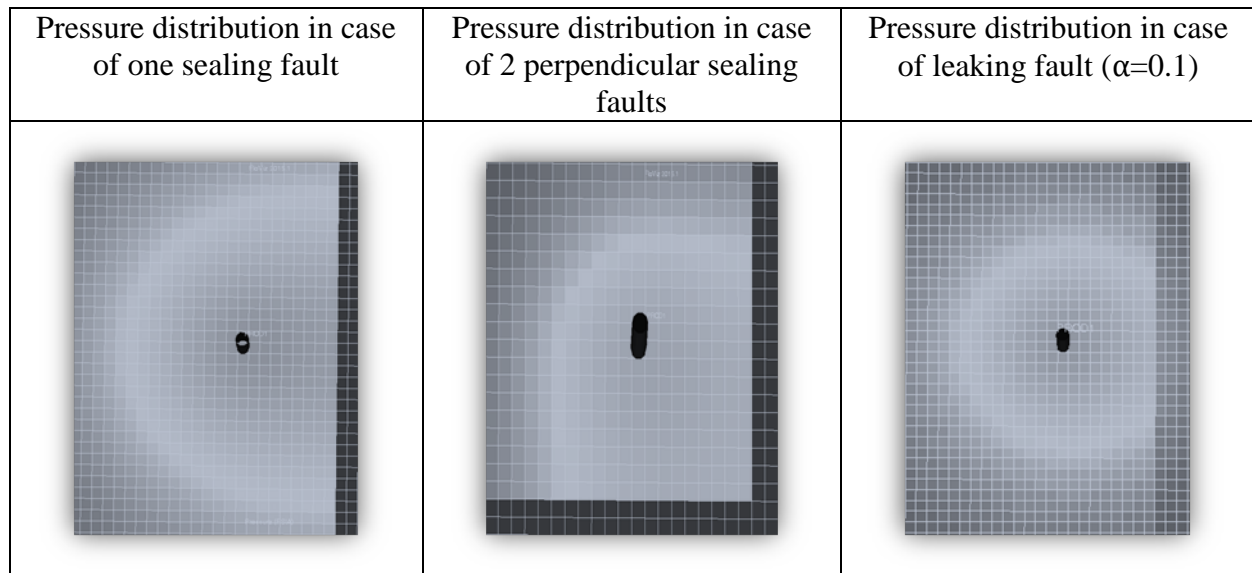 Pressure distribution in case
of one sealing fault
Pressure distribution in case
of 2 perpendicular sealing
faults
Pressure distribution in case
of leaking fault (α=0.1)